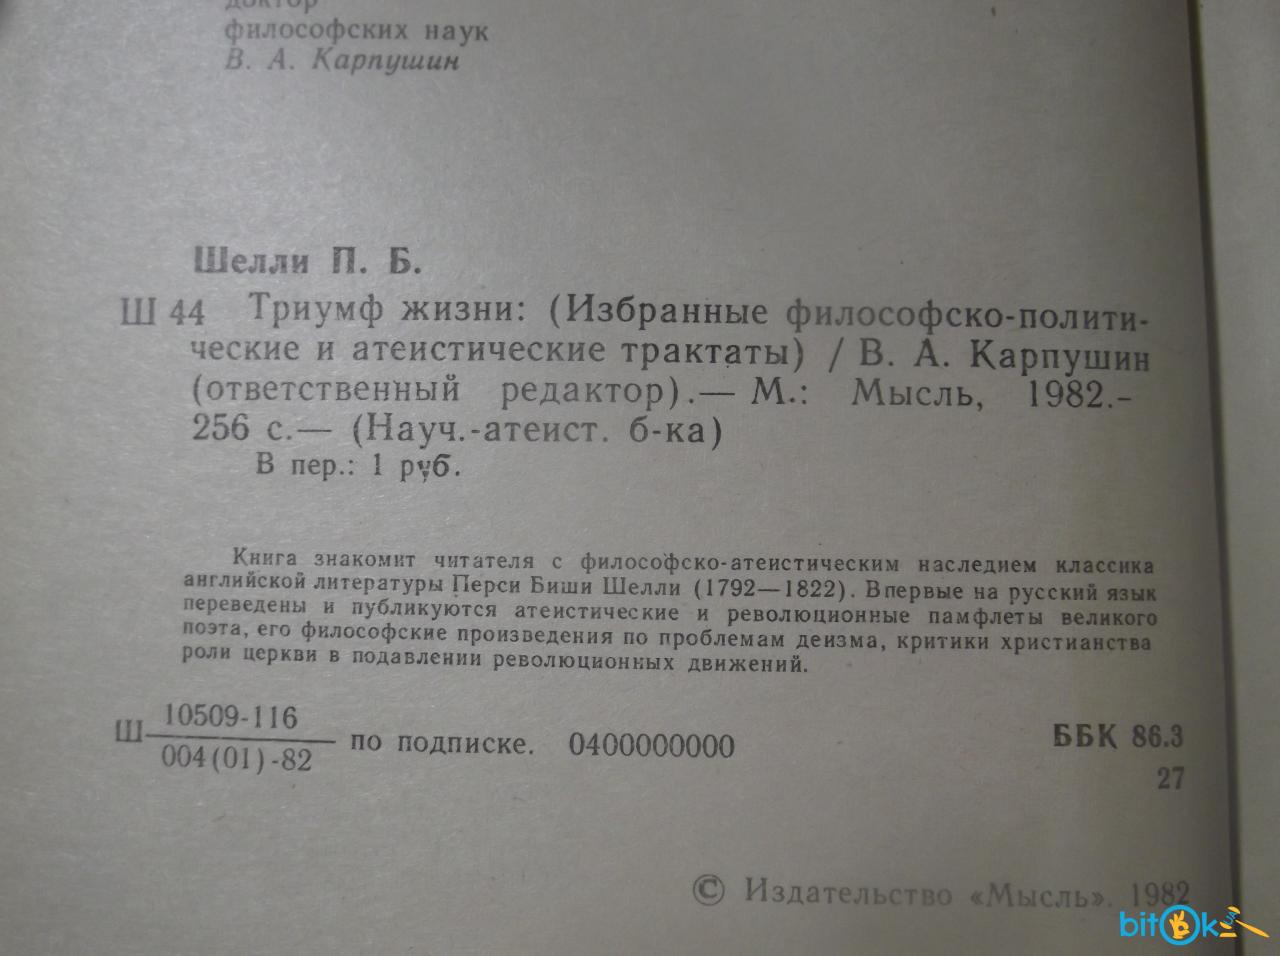 доктор
философских наук
В. А. Карпушин
Шелли П. Б.
Ш 44 Триумф жизни: (Избранные философско-полити-
ческие и атеистические трактаты) / В. А. Карпушин
(ответственный редактор).— М.: Мысль, 1982.-
256 с.— (Науч.-атеист. б-ка)
В пер.: 1 руб.
Книга знакомит читателя с философско-атеистическим наследием классика
английской литературы Перси Биши Шелли (1792—1822). Впервые на русский язык
переведены и публикуются атеистические и революционные памфлеты великого
поэта, его философские произведения по проблемам деизма, критики христианства
роли церкви в подавлении революционных движений.
Ш 10509-116
004(01)-82 по подписке. 0400000000
ББК 86.3
27
© Издательство «Мысль». 1982
bitOk.ua